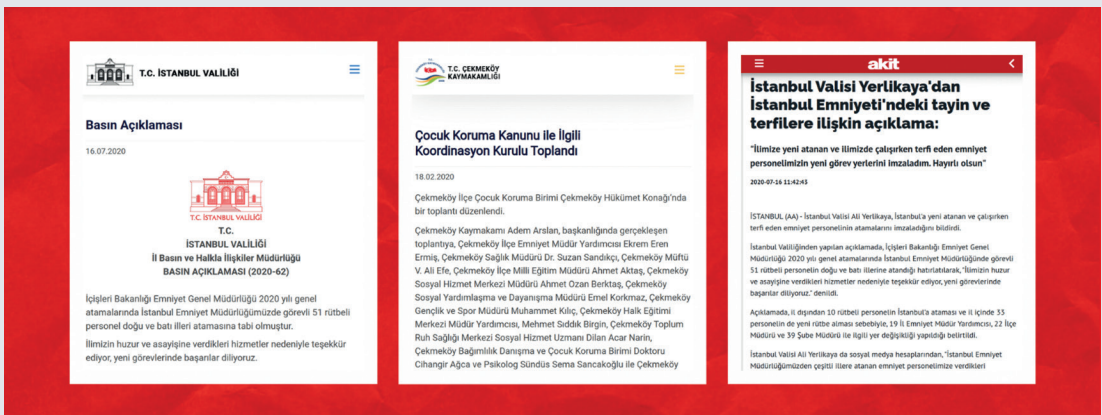 T.C. İSTANBUL VALİLİĞİ
Basın Açıklaması
16.07.2020
T.C. İSTANBUL VALİLİĞİ
T.C.
İSTANBUL VALİLİĞİ
İl Basın ve Halkla İlişkiler Müdürlüğü
BASIN AÇIKLAMASI (2020-62)
İçişleri Bakanlığı Emniyet Genel Müdürlüğü 2020 yılı genel
atamalarında İstanbul Emniyet Müdürlüğümüzde görevli 51 rütbeli
personel doğu ve batı illeri atamasına tabi olmuştur.
İlimizin huzur ve asayişine verdikleri hizmetler nedeniyle teşekkür
ediyor, yeni görevlerinde başarılar diliyoruz.
T.C. ÇEKMEKÖY
KAYMAKAMLIĞI
Çocuk Koruma Kanunu ile İlgili
Koordinasyon Kurulu Toplandı
18.02.2020
Çekmeköy İlçe Çocuk Koruma Birimi Çekmeköy Hükümet Konağı'nda
bir toplantı düzenlendi.
Çekmeköy Kaymakamı Adem Arslan, başkanlığında gerçekleşen
toplantıya, Çekmeköy İlçe Emniyet Müdür Yardımcısı Ekrem Eren
Ermiş, Çekmeköy Sağlık Müdürü Dr. Suzan Sandıkçı, Çekmeköy Müftü
V. Ali Efe, Çekmeköy İlçe Milli Eğitim Müdürü Ahmet Aktaş, Çekmeköy
Sosyal Hizmet Merkezi Müdürü Ahmet Ozan Berktaş, Çekmeköy
Sosyal Yardımlaşma ve Dayanışma Müdürü Emel Korkmaz, Çekmeköy
Gençlik ve Spor Müdürü Muhammet Kılıç, Çekmeköy Halk Eğitimi
Merkezi Müdür Yardımcısı, Mehmet Sıddık Birgin, Çekmeköy Toplum
Ruh Sağlığı Merkezi Sosyal Hizmet Uzmanı Dilan Acar Narin,
Çekmeköy Bağımlılık Danışma ve Çocuk Koruma Birimi Doktoru
Cihangir Ağca ve Psikolog Sündüs Sema Sancakoğlu ile Çekmeköy
akit
İstanbul Valisi Yerlikaya'dan
İstanbul Emniyeti'ndeki tayin ve
terfilere ilişkin açıklama:
"İlimize yeni atanan ve ilimizde çalışırken terfi eden emniyet
personelimizin yeni görev yerlerini imzaladım. Hayırlı olsun"
2020-07-16 11:42:45
İSTANBUL (AA) - İstanbul Valisi Ali Yerlikaya, İstanbul'a yeni atanan ve çalışırken
terfi eden emniyet personelinin atamalarını imzaladığını bildirdi.
İstanbul Valiliğinden yapılan açıklamada, İçişleri Bakanlığı Emniyet Genel
Müdürlüğü 2020 yılı genel atamalarında İstanbul Emniyet Müdürlüğünde görevli
51 rütbeli personelin doğu ve batı illerine atandığı hatırlatılarak, "İlimizin huzur
ve asayişine verdikleri hizmetler nedeniyle teşekkür ediyor, yeni görevlerinde
başarılar diliyoruz." denildi.
Açıklamada, il dışından 10 rütbeli personelin İstanbul'a ataması ve il içinde 33
personelin de yeni rütbe alması sebebiyle, 19 İl Emniyet Müdür Yardımcısı, 22 İlçe
Müdürü ve 39 Şube Müdürü ile ilgili yer değişikliği yapıldığı belirtildi.
İstanbul Valisi Ali Yerlikaya da sosyal medya hesaplarından, "İstanbul Emniyet
Müdürlüğümüzden çeşitli illere atanan emniyet personelimize verdikleri